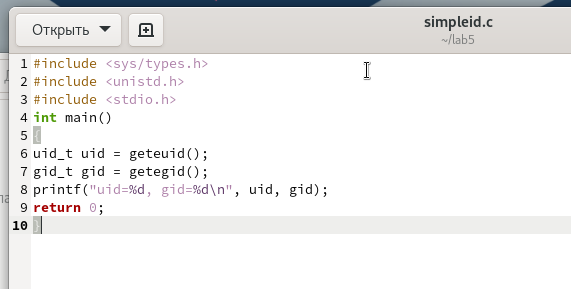 Открыть
simpleid.c
~/lab5
1 #include <sys/types.h>
2 #include <unistd.h>
3 #include <stdio.h>
4 int main()
5 {
6 uid_t uid = geteuid();
7 gid_t gid = getegid();
8 printf("uid=%d, gid=%d\n", uid, gid);
9 return 0;
10 }